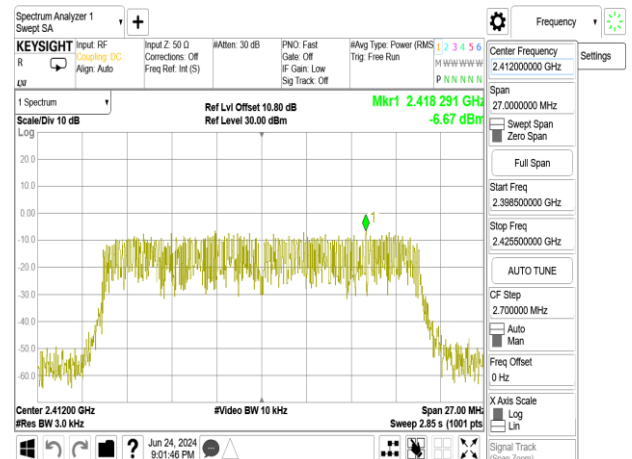 Spectrum Analyzer 1
Swept SA
Frequency
KEYSIGHT
R
Input: RF
Coupling: DC
Align: Auto
Input Z: 50 Ω
Corrections: Off
Freq Ref: Int (S)
#Atten: 30 dB
PNO: Fast
Gate: Off
IF Gain: Low
Sig Track: Off
#Avg Type: Power (RMS
Trig: Free Run
1 2 3 4 5 6
M W W W W W
P N N N N N
1 Spectrum
Scale/Div 10 dB
Ref Lvl Offset 10.80 dB
Ref Level 30.00 dBm
Mkr1 2.418 291 GHz
-6.67 dBm
Log
20.0
10.0
0.00
-10.0
-20.0
-30.0
-40.0
-50.0
-60.0
1
Center 2.41200 GHz
#Res BW 3.0 kHz
#Video BW 10 kHz
Span 27.00 MHz
Sweep 2.85 s (1001 pts
Jun 24, 2024
9:01:46 PM
Center Frequency
2.412000000 GHz
Settings
Span
27.0000000 MHz
Swept Span
Zero Span
Full Span
Start Freq
2.398500000 GHz
Stop Freq
2.425500000 GHz
AUTO TUNE
CF Step
2.700000 MHz
Auto
Man
Freq Offset
0 Hz
X Axis Scale
Log
Lin
Signal Track
(Span Zoom)